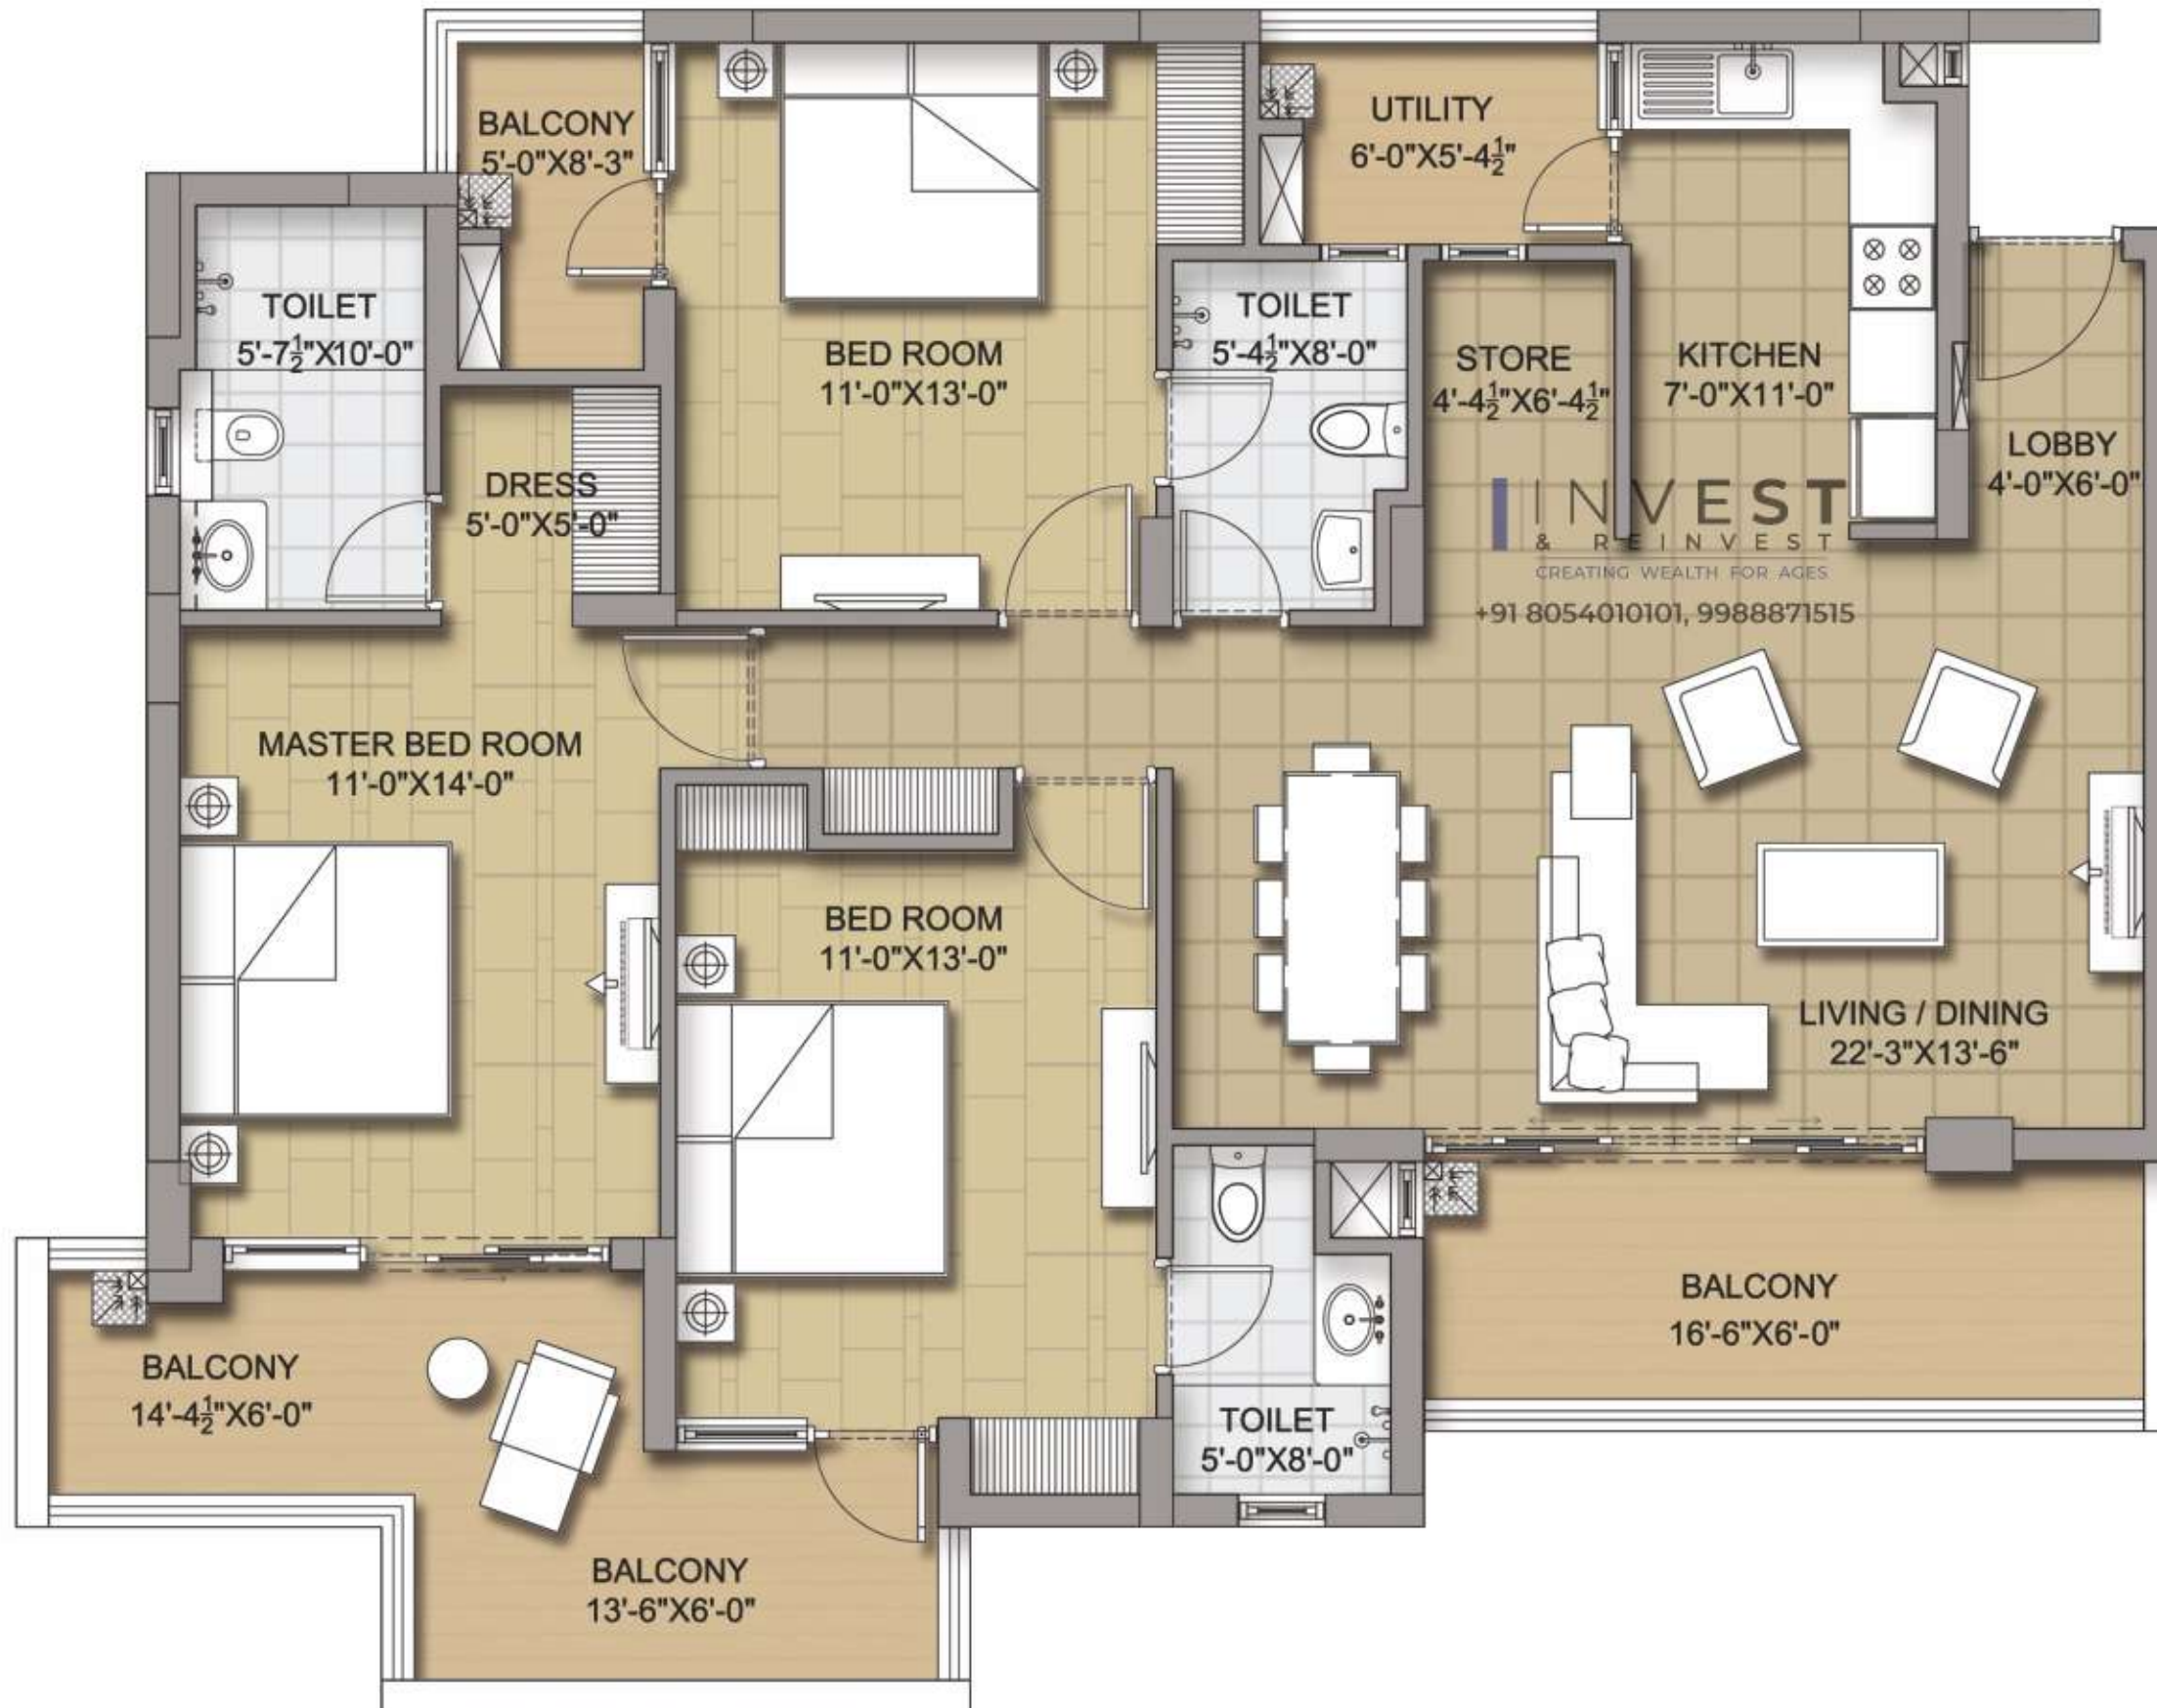 BALCONY
5'-0"X8'-3"
UTILITY
6'-0"X5'-4½"
TOILET
5'-7½"X10'-0"
BED ROOM
11'-0"X13'-0"
TOILET
5'-4½"X8'-0"
STORE
4'-4½"X6'-4½"
KITCHEN
7'-0"X11'-0"
LOBBY
4'-0"X6'-0"
DRESS
5'-0"X5'-0"
INVEST
& REINVEST
CREATING WEALTH FOR AGES
+91 8054010101, 9988871515
MASTER BED ROOM
11'-0"X14'-0"
BED ROOM
11'-0"X13'-0"
LIVING / DINING
22'-3"X13'-6"
BALCONY
16'-6"X6'-0"
BALCONY
14'-4½"X6'-0"
TOILET
5'-0"X8'-0"
BALCONY
13'-6"X6'-0"